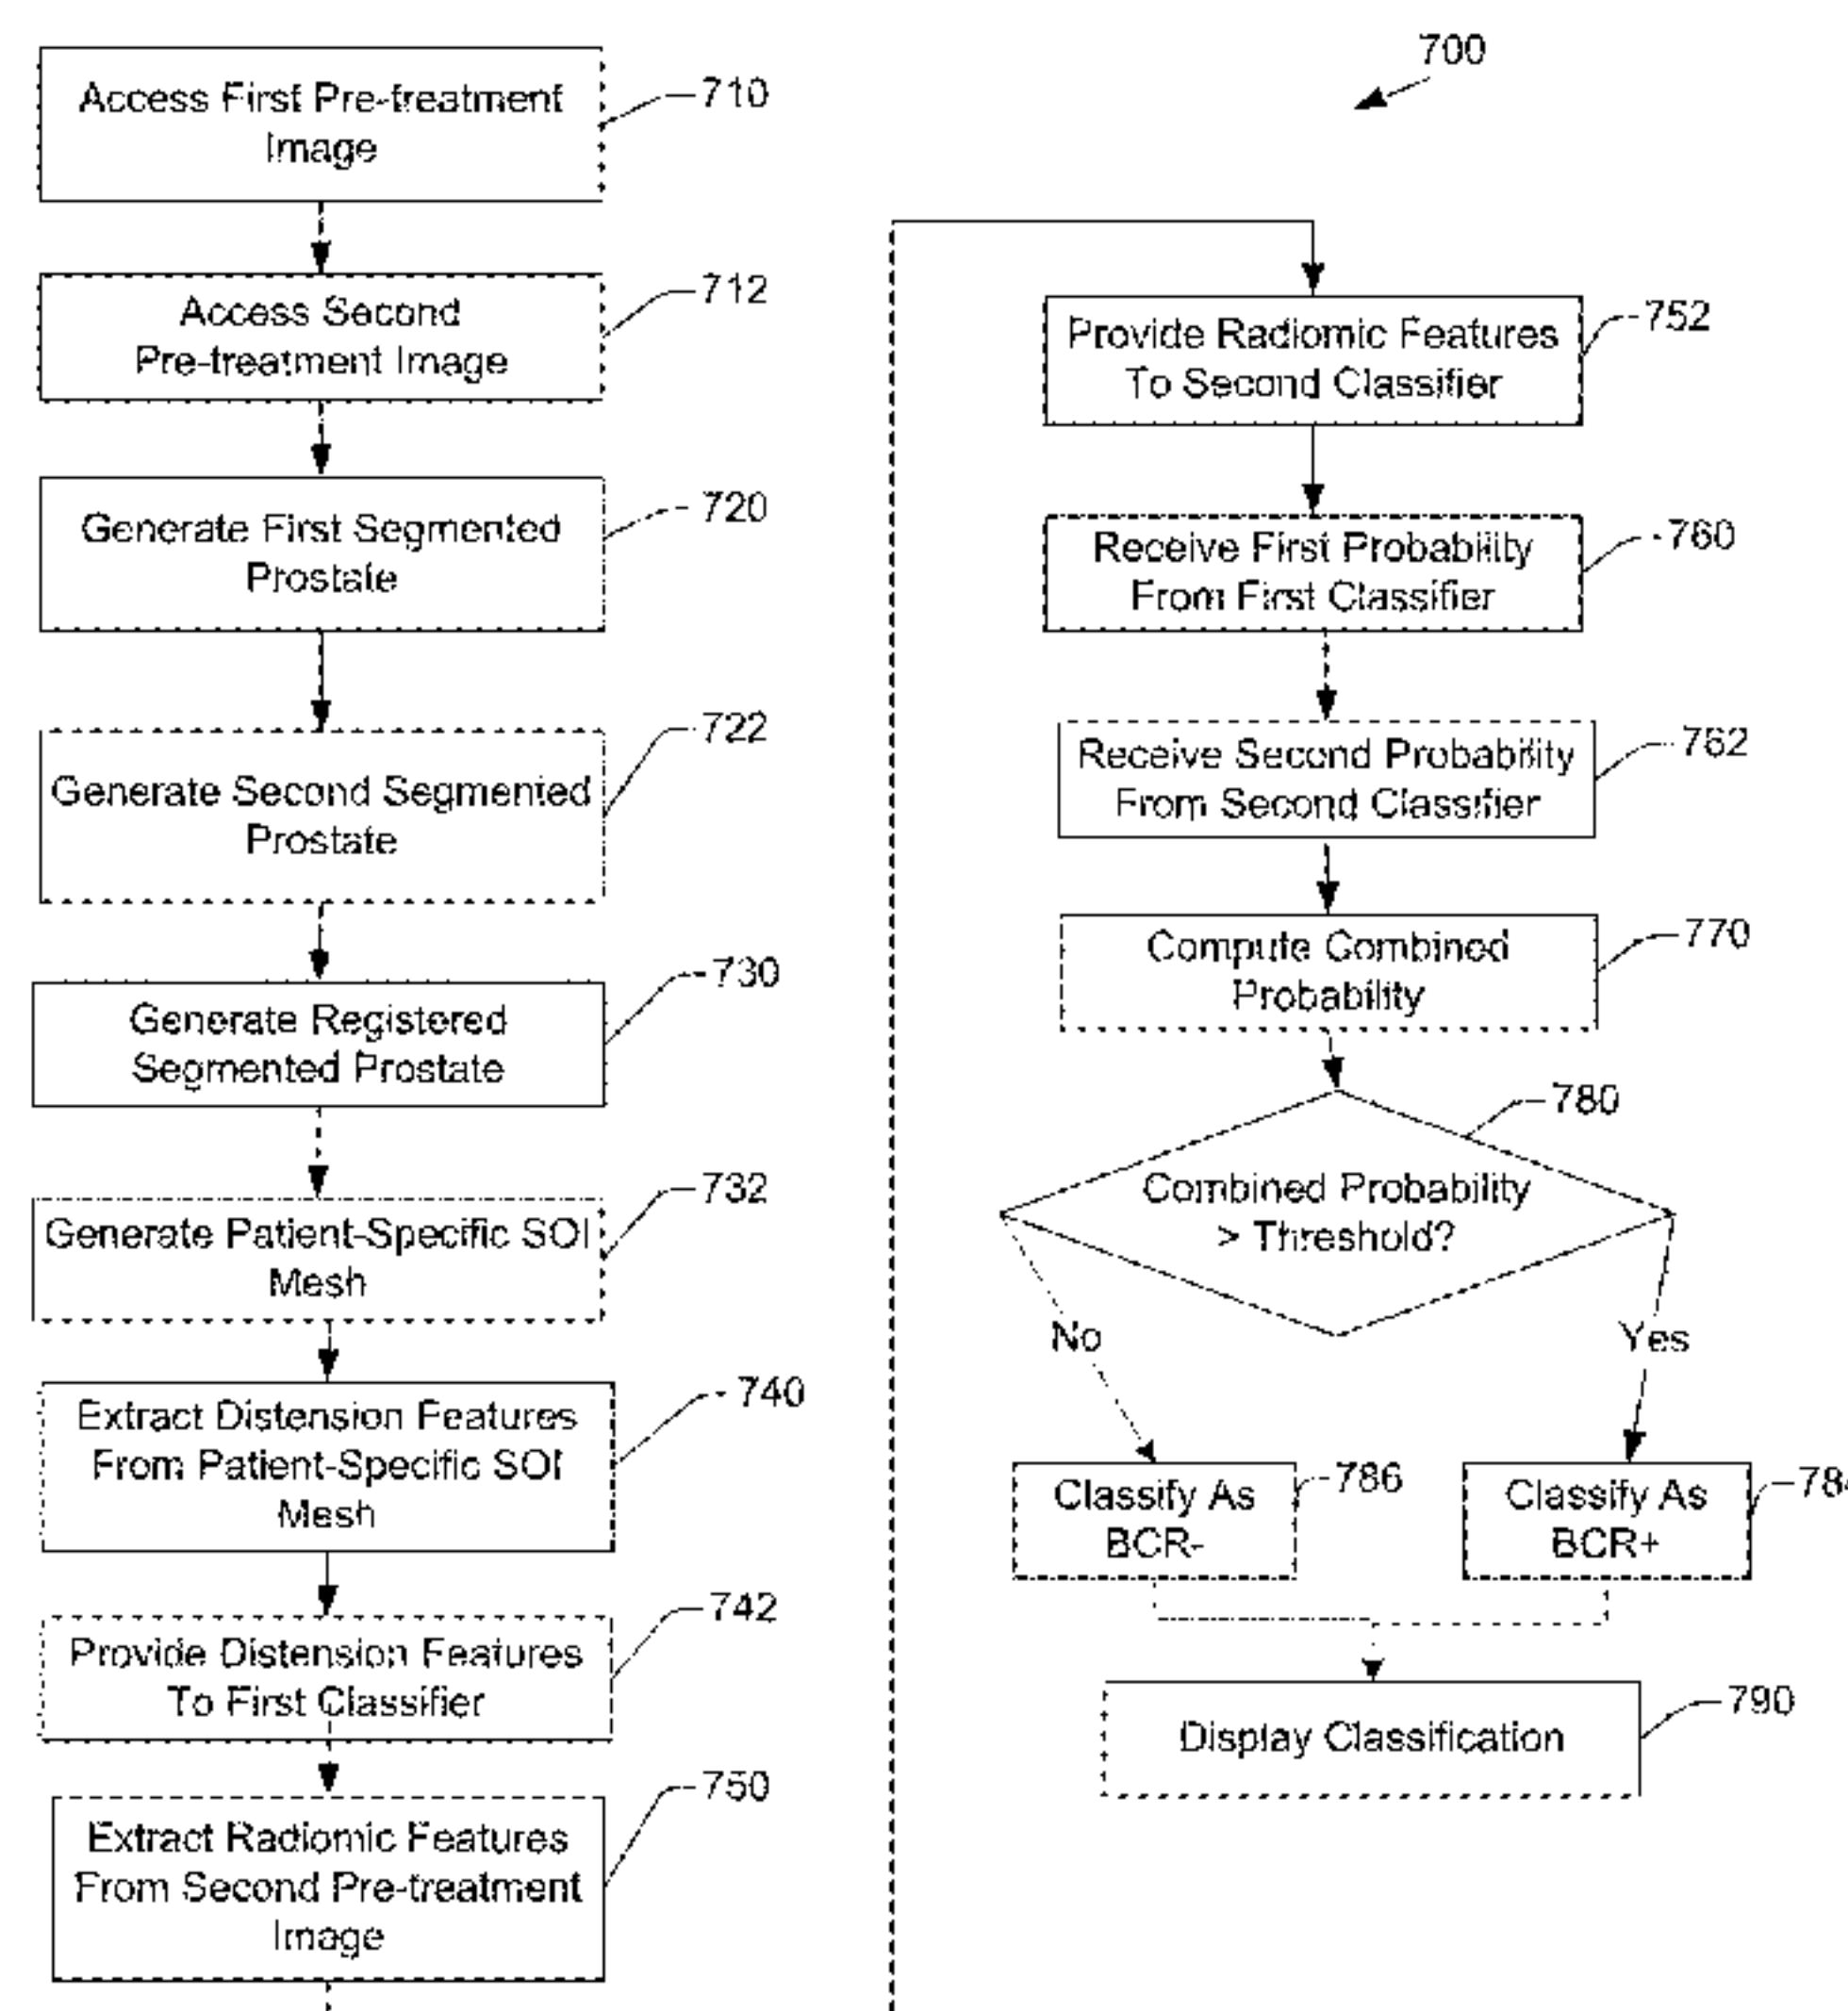 700
Access First Pre-treatment
Image
710
Access Second
Pre-treatment Image
712
Generate First Segmented
Prostate
720
Generate Second Segmented
Prostate
722
Generate Registered
Segmented Prostate
730
Generate Patient-Specific SOI
Mesh
732
Extract Distension Features
From Patient-Specific SOI
Mesh
740
Provide Distension Features
To First Classifier
742
Extract Radiomic Features
From Second Pre-treatment
Image
750
Provide Radiomic Features
To Second Classifier
752
Receive First Probability
From First Classifier
760
Receive Second Probability
From Second Classifier
762
Compute Combined
Probability
770
Combined Probability
> Threshold?
780
No
Yes
Classify As
BCR-
786
Classify As
BCR+
Display Classification
790